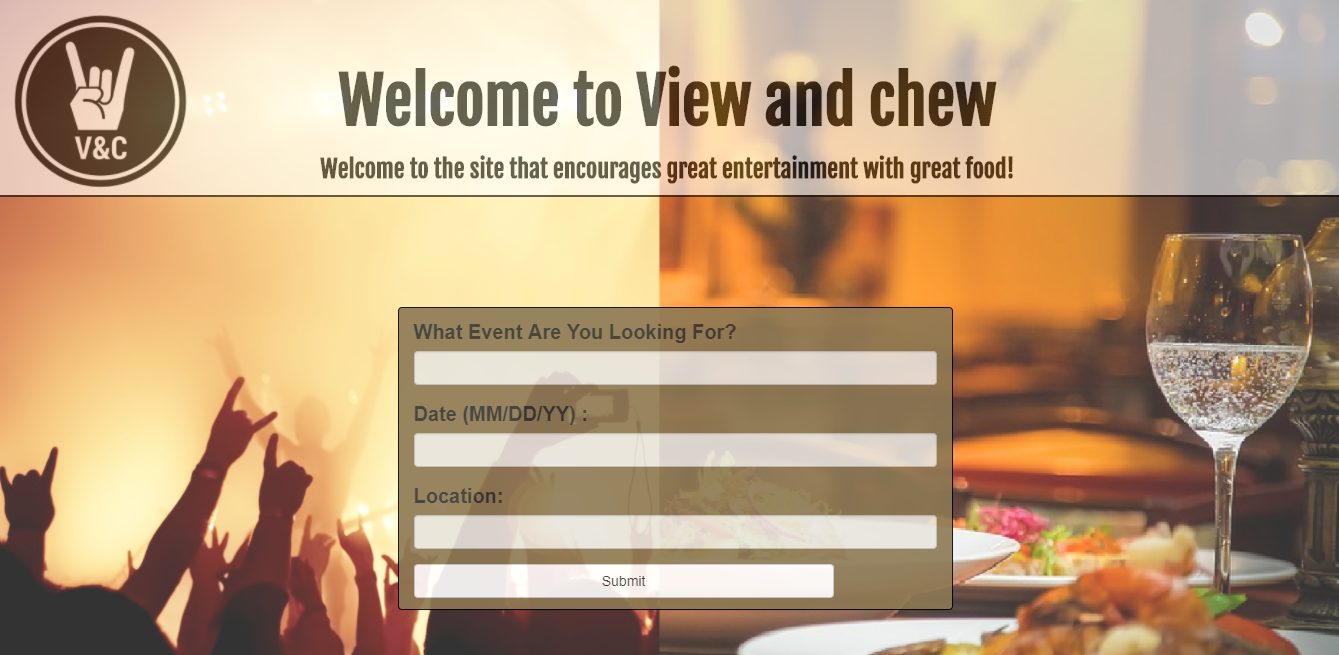 V&C
Welcome to View and chew
Welcome to the site that encourages great entertainment with great food!
What Event Are You Looking For?
Date (MM/DD/YY) :
Location:
Submit